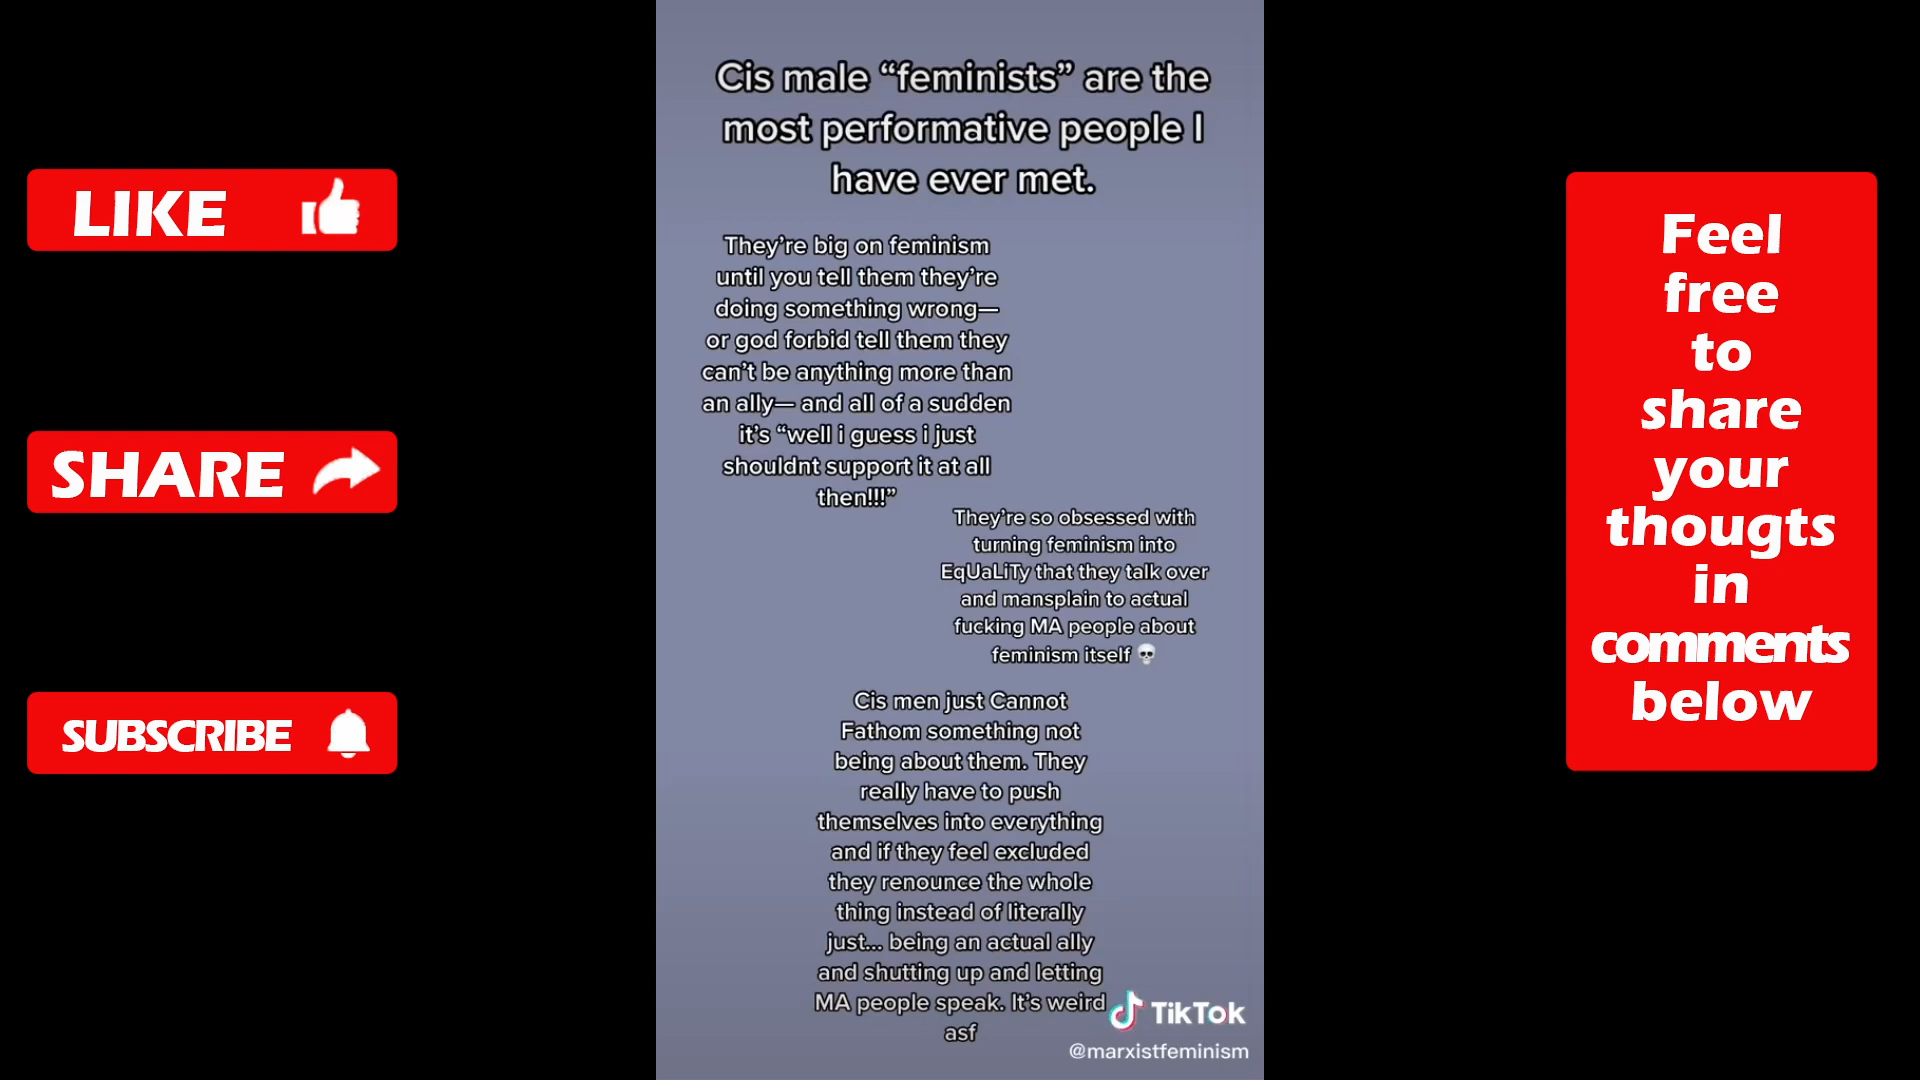 Cis male “feminists” are the
most performative people I
have ever met.
They’re big on feminism
until you tell them they’re
doing something wrong—
or god forbid tell them they
can’t be anything more than
an ally— and all of a sudden
it’s “well i guess i just
shouldnt support it at all
then!!!”
They’re so obsessed with
turning feminism into
EqUaLiTy that they talk over
and mansplain to actual
fucking MA people about
feminism itself 💀
Cis men just Cannot
Fathom something not
being about them. They
really have to push
themselves into everything
and if they feel excluded
they renounce the whole
thing instead of literally
just... being an actual ally
and shutting up and letting
MA people speak. It’s weird
asf
TikTok
@marxistfeminism
LIKE
SHARE
SUBSCRIBE
Feel
free
to
share
your
thougts
in
comments
below